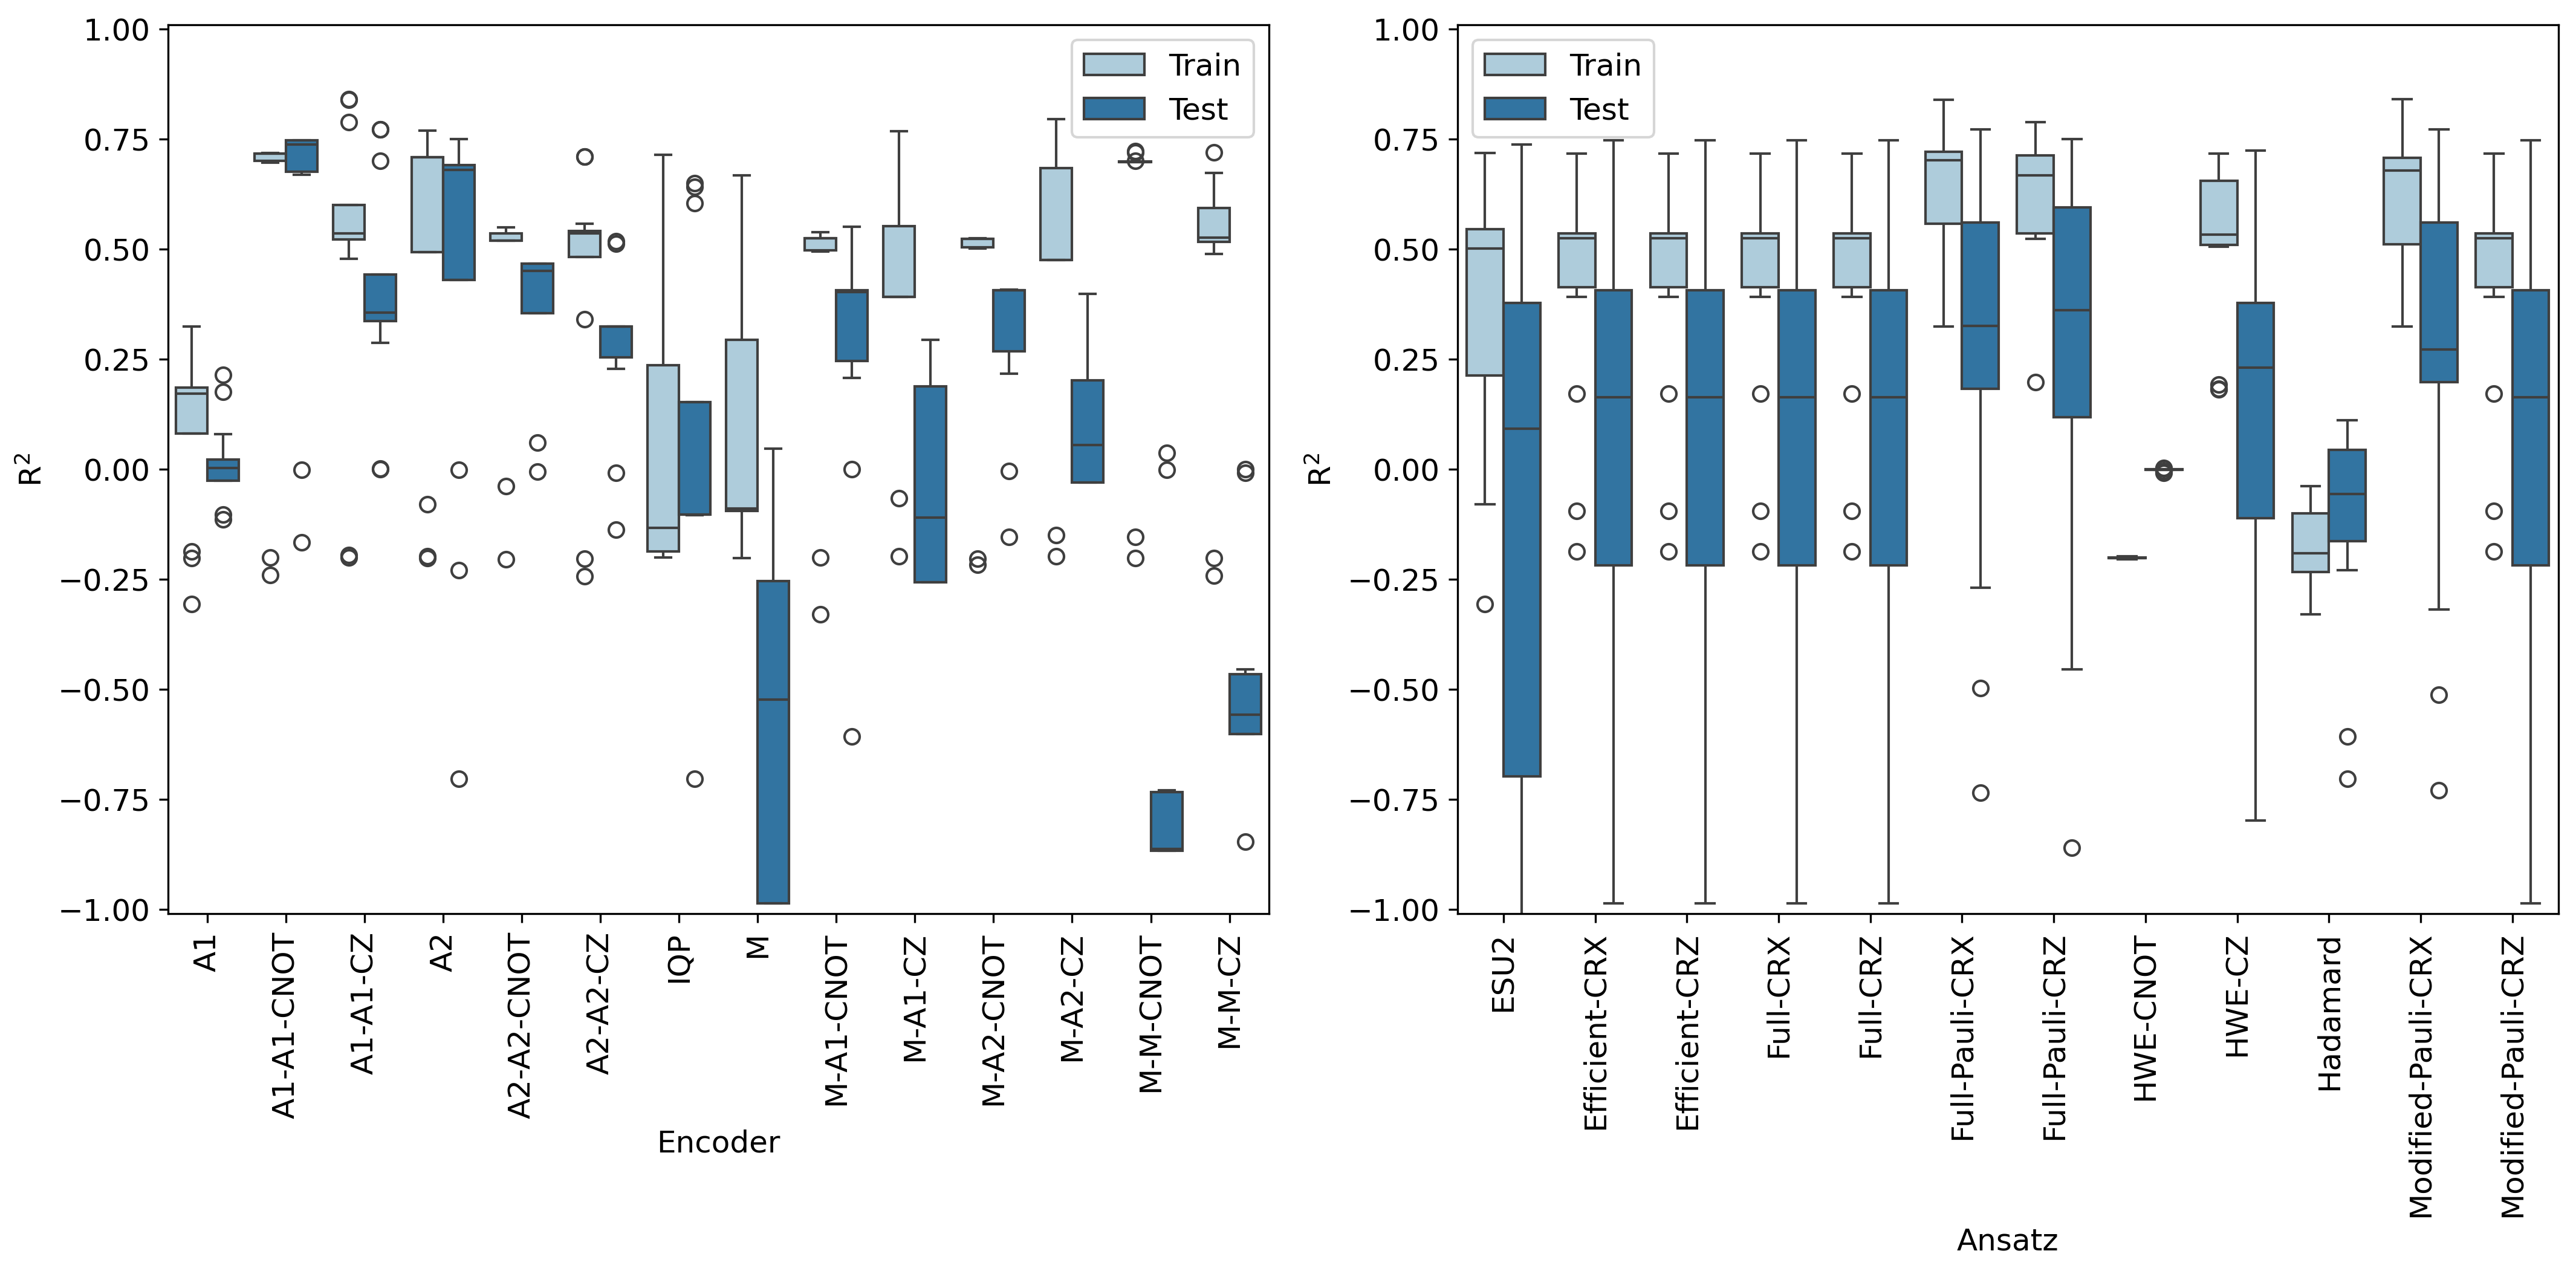 1.00
0.75
0.50
0.25
0.00
−0.25
−0.50
−0.75
−1.00
R²
Train
Test
A1
A1-A1-CNOT
A1-A1-CZ
A2
A2-A2-CNOT
A2-A2-CZ
IQP
M
M-A1-CNOT
M-A1-CZ
M-A2-CNOT
M-A2-CZ
M-M-CNOT
M-M-CZ
Encoder
1.00
0.75
0.50
0.25
0.00
−0.25
−0.50
−0.75
−1.00
R²
Train
Test
ESU2
Efficient-CRX
Efficient-CRZ
Full-CRX
Full-CRZ
Full-Pauli-CRX
Full-Pauli-CRZ
HWE-CNOT
HWE-CZ
Hadamard
Modified-Pauli-CRX
Modified-Pauli-CRZ
Ansatz